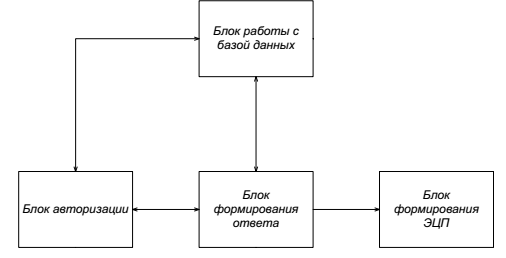 Блок работы с
базой данных
Блок авторизации
Блок
формирования
ответа
Блок
формирования
ЭЦП